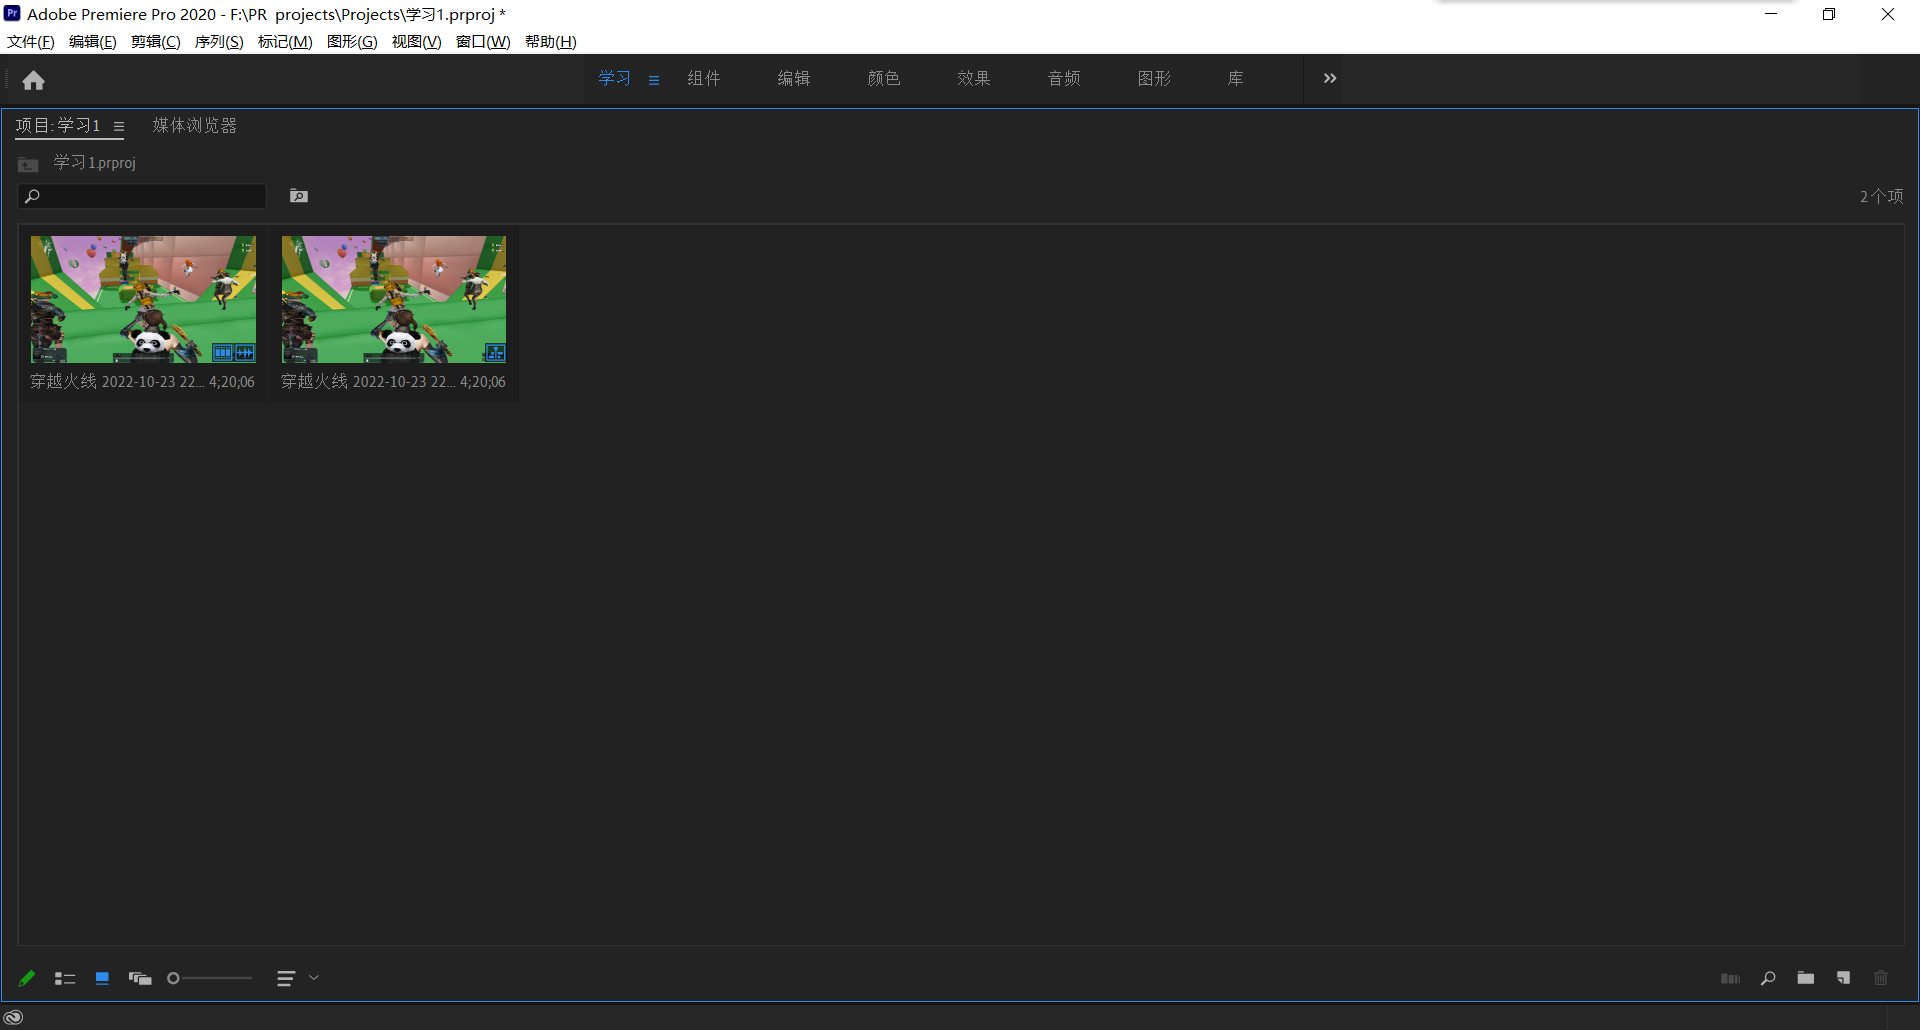 Pr Adobe Premiere Pro 2020 - F:\PR  projects\Projects\学习1.prproj *
文件(F) 编辑(E) 剪辑(C) 序列(S) 标记(M) 图形(G) 视图(V) 窗口(W) 帮助(H)
学习 组件 编辑 颜色 效果 音频 图形 库
项目: 学习1 媒体浏览器
学习1.prproj
2 个项
穿越火线 2022-10-23 22... 4;20;06
穿越火线 2022-10-23 22... 4;20;06